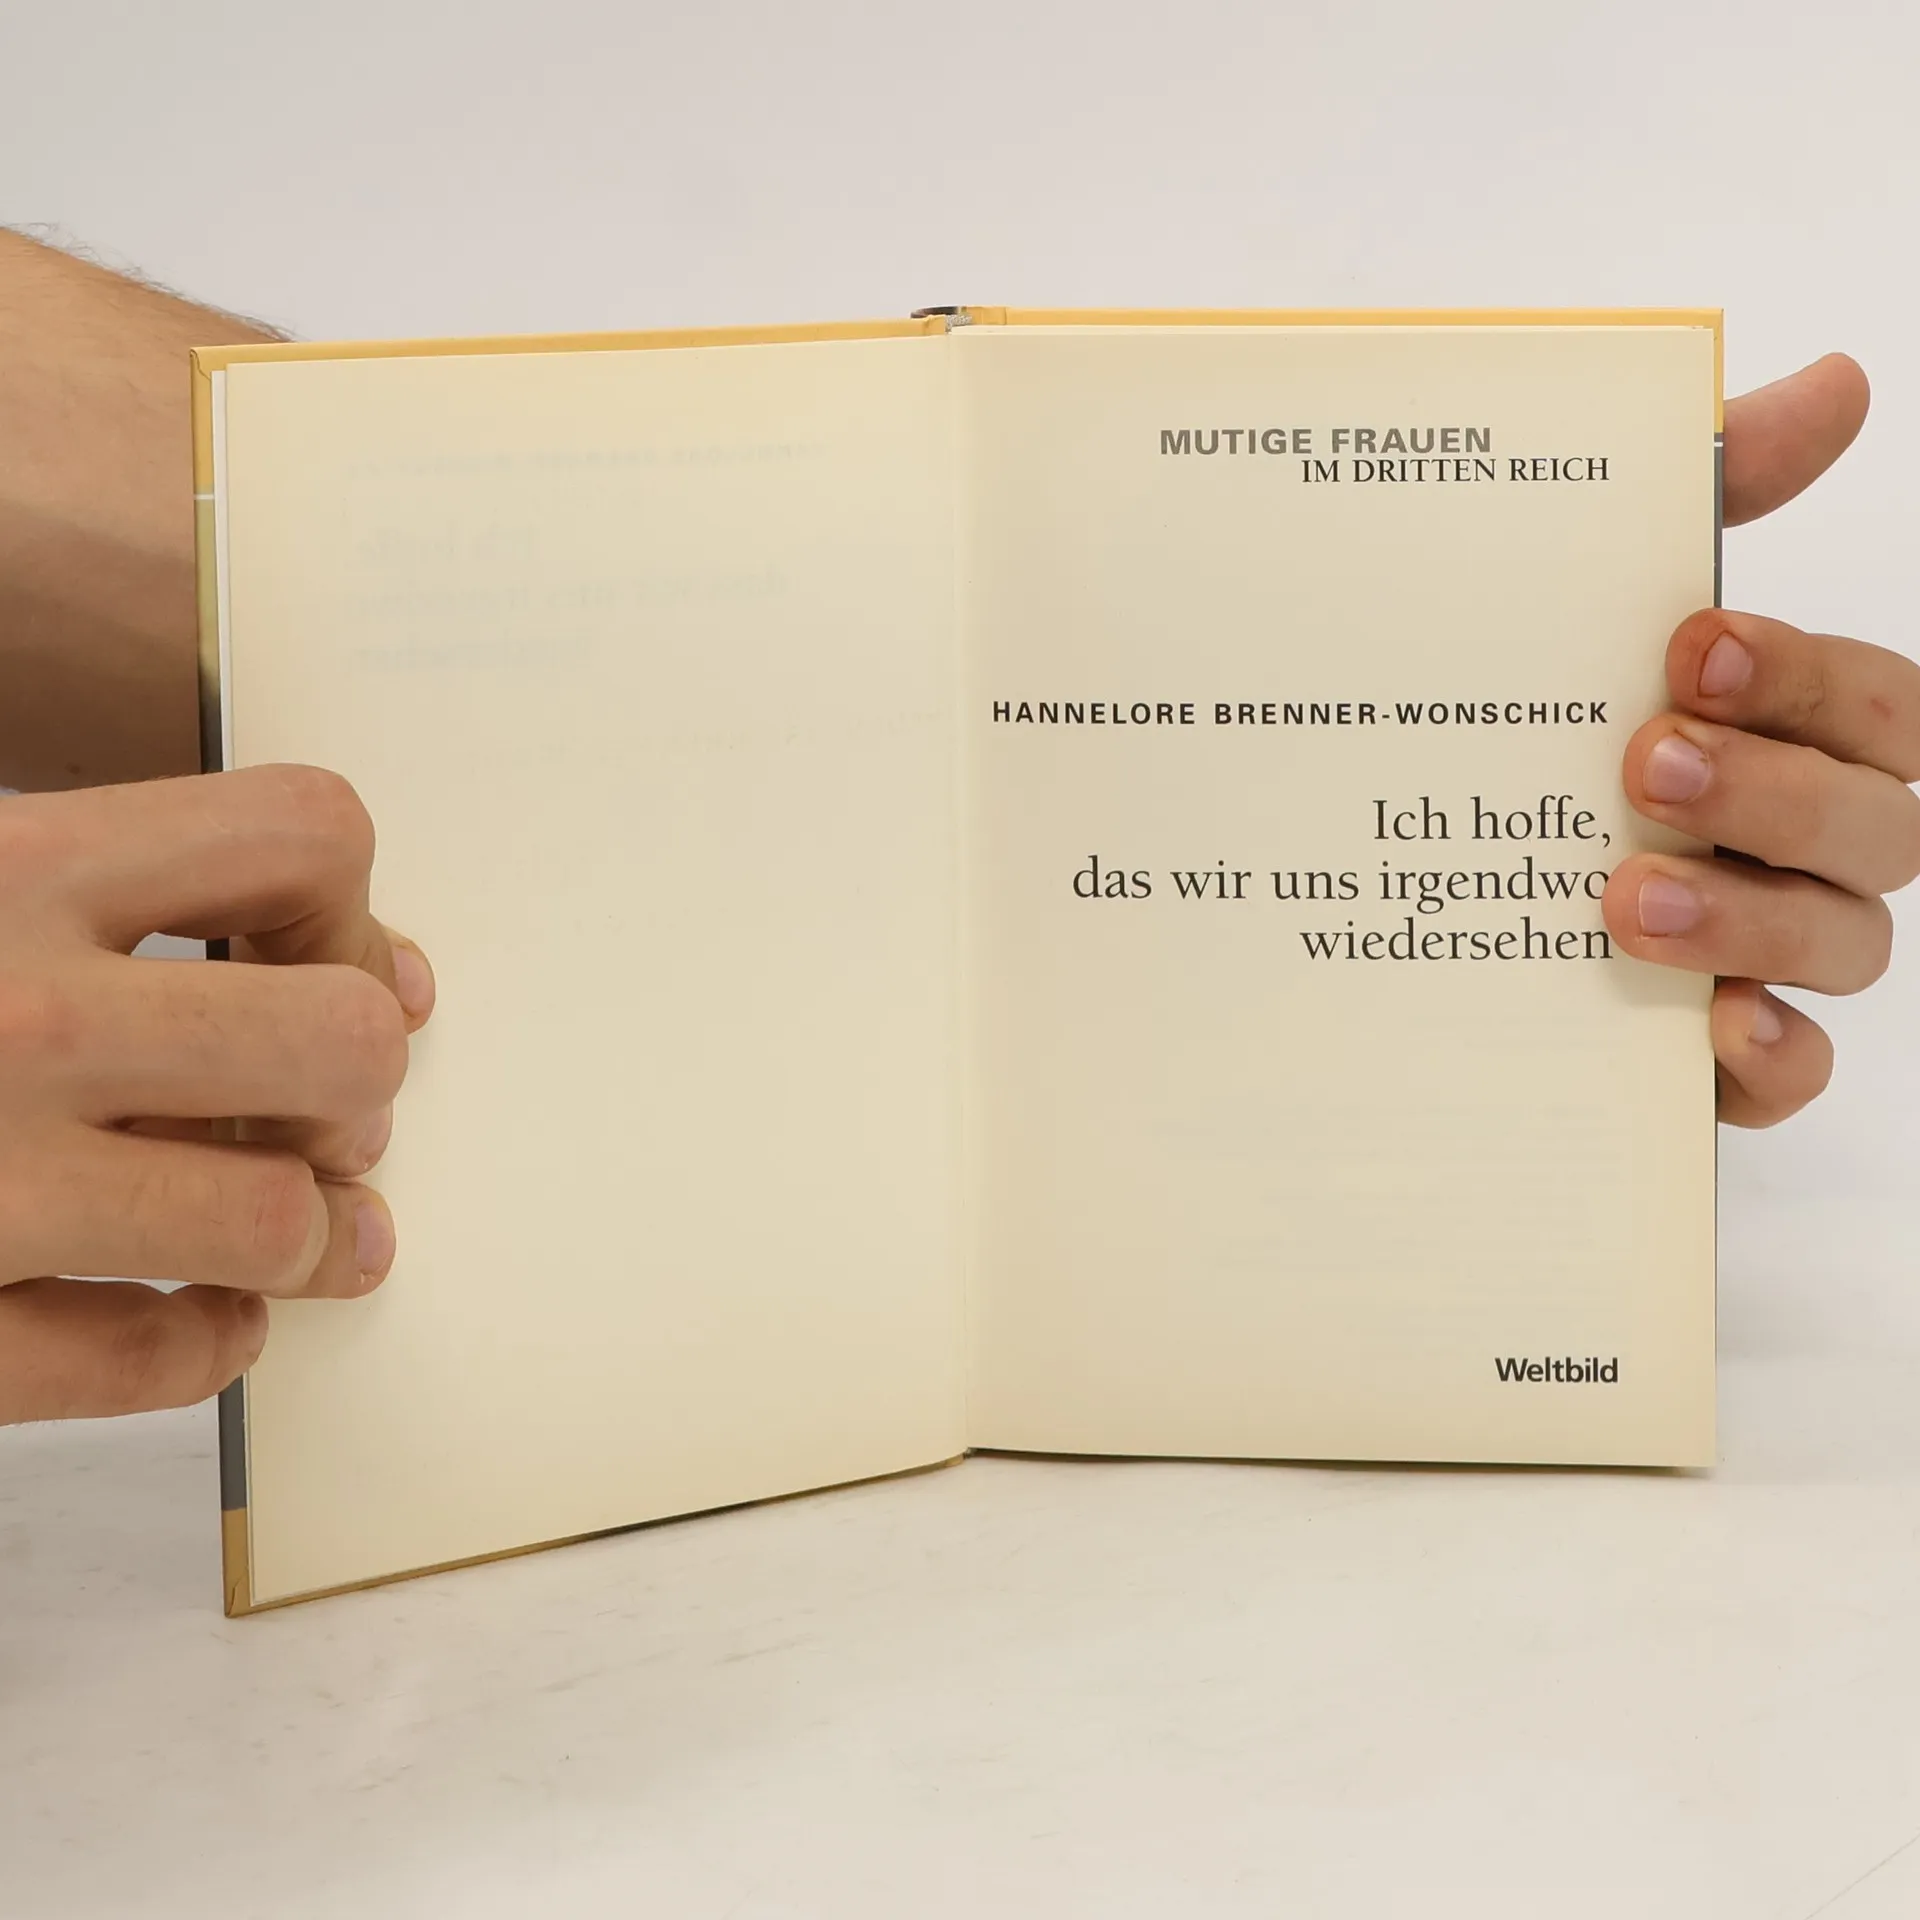 MUTIGE FRAUEN
IM DRITTEN REICH
HANNELORE BRENNER-WONSCHICK
Ich hoffe,
das wir uns irgendwo
wiedersehen
Weltbild